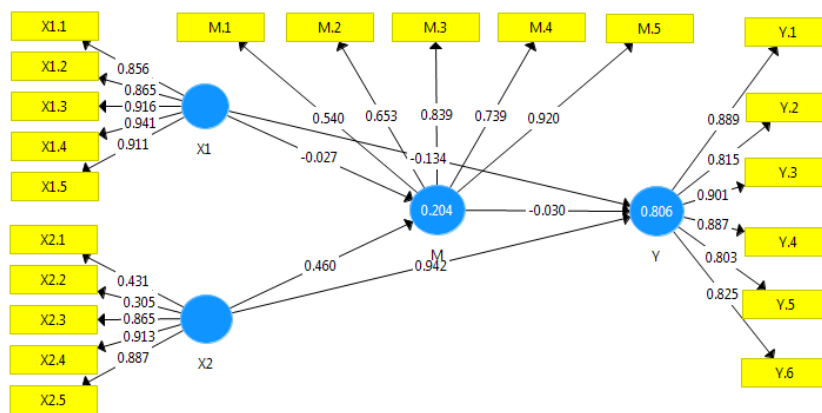 X1.1
X1.2
X1.3
X1.4
X1.5
0.856
0.865
0.916
0.941
0.911
X1
M.1
M.2
M.3
M.4
M.5
0.540
0.653
0.839
0.739
0.920
-0.027
-0.134
0.204
M
-0.030
0.806
Y
0.460
0.942
X2.1
X2.2
X2.3
X2.4
X2.5
0.431
0.305
0.865
0.913
0.887
X2
Y.1
Y.2
Y.3
Y.4
Y.5
Y.6
0.889
0.815
0.901
0.887
0.803
0.825